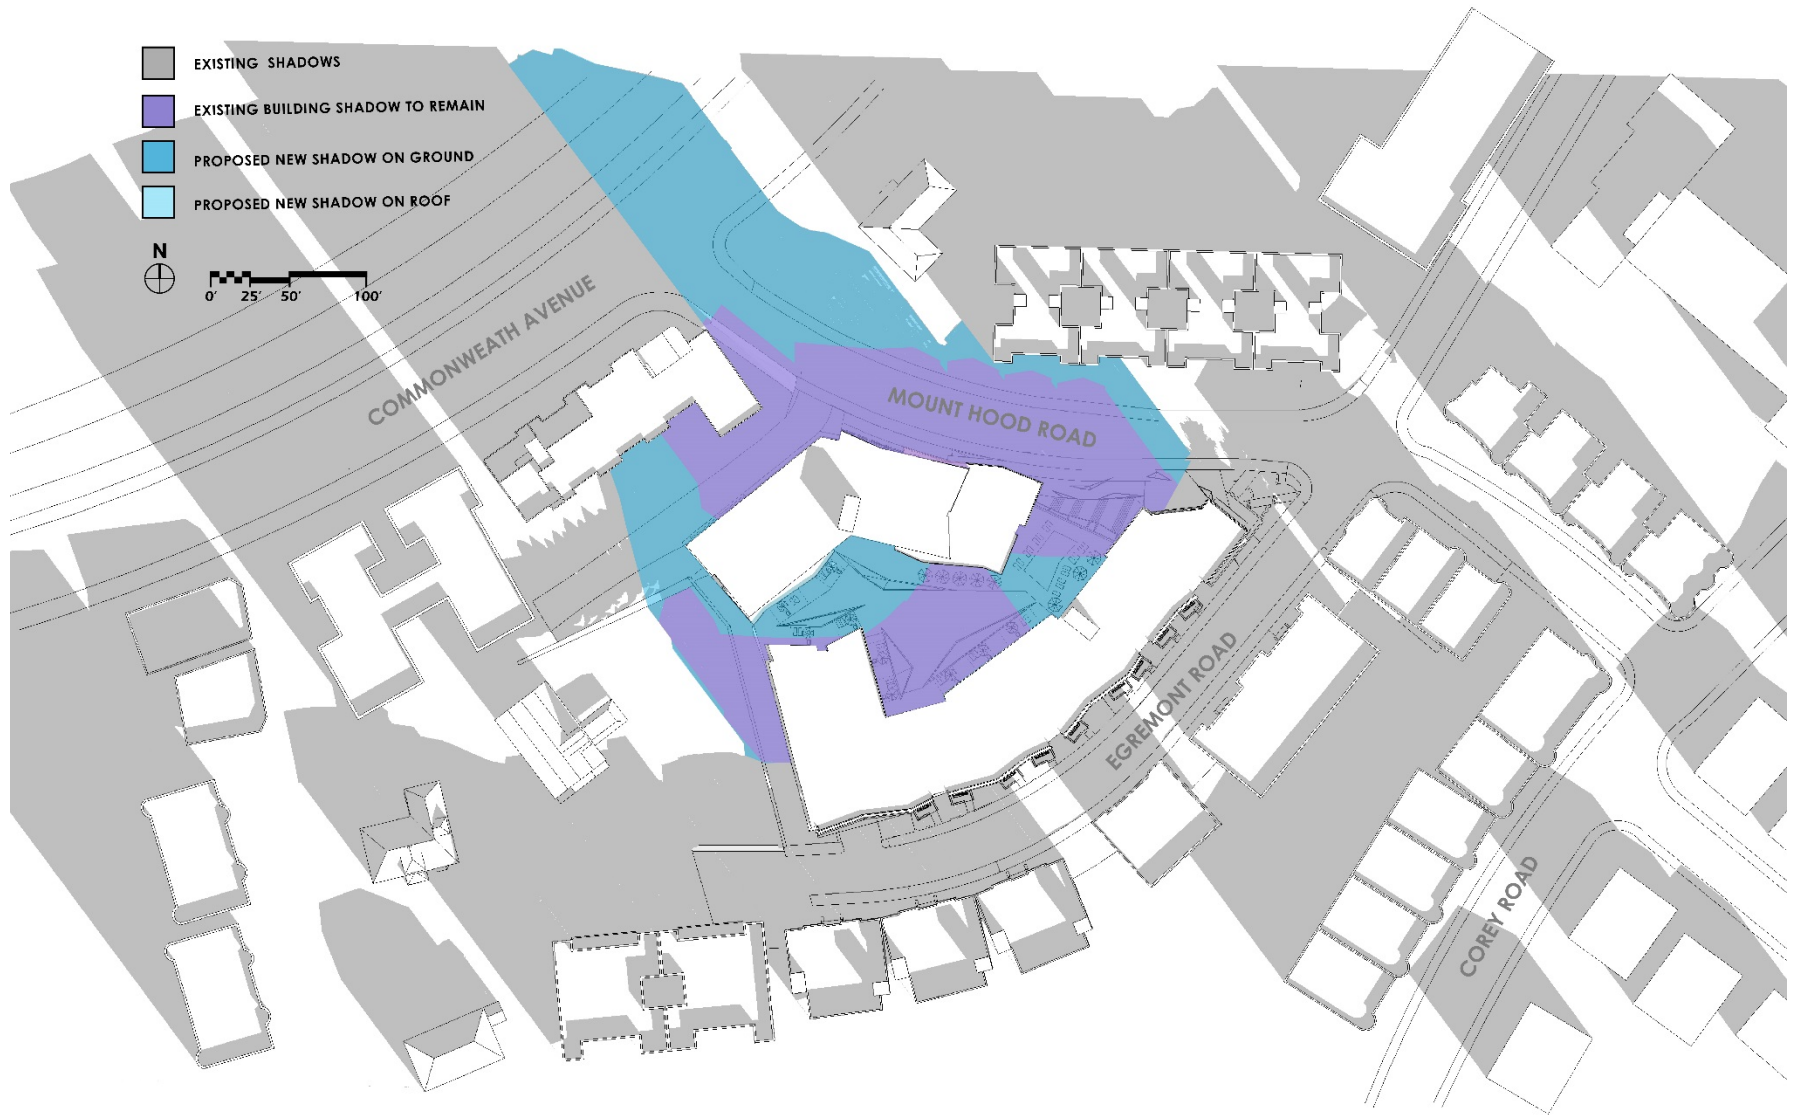 EXISTING SHADOWS
EXISTING BUILDING SHADOW TO REMAIN
PROPOSED NEW SHADOW ON GROUND
PROPOSED NEW SHADOW ON ROOF
N
0' 25' 50' 100'
COMMONWEATH AVENUE
MOUNT HOOD ROAD
EGREMONT ROAD
COREY ROAD